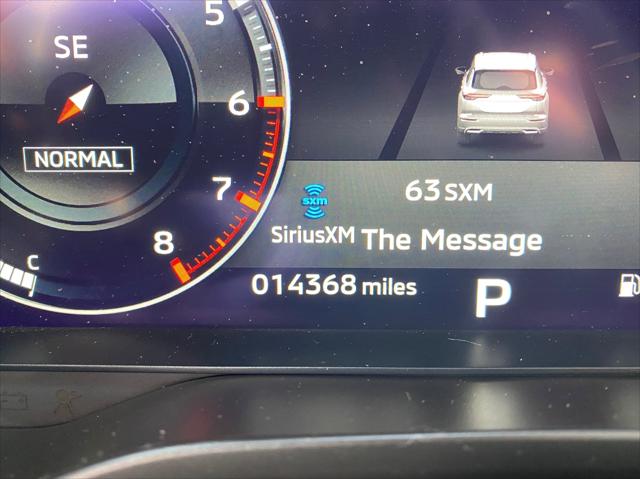 5
SE
6
NORMAL
7
63 SXM
sxm
SiriusXM The Message
8
C
014368 miles
P